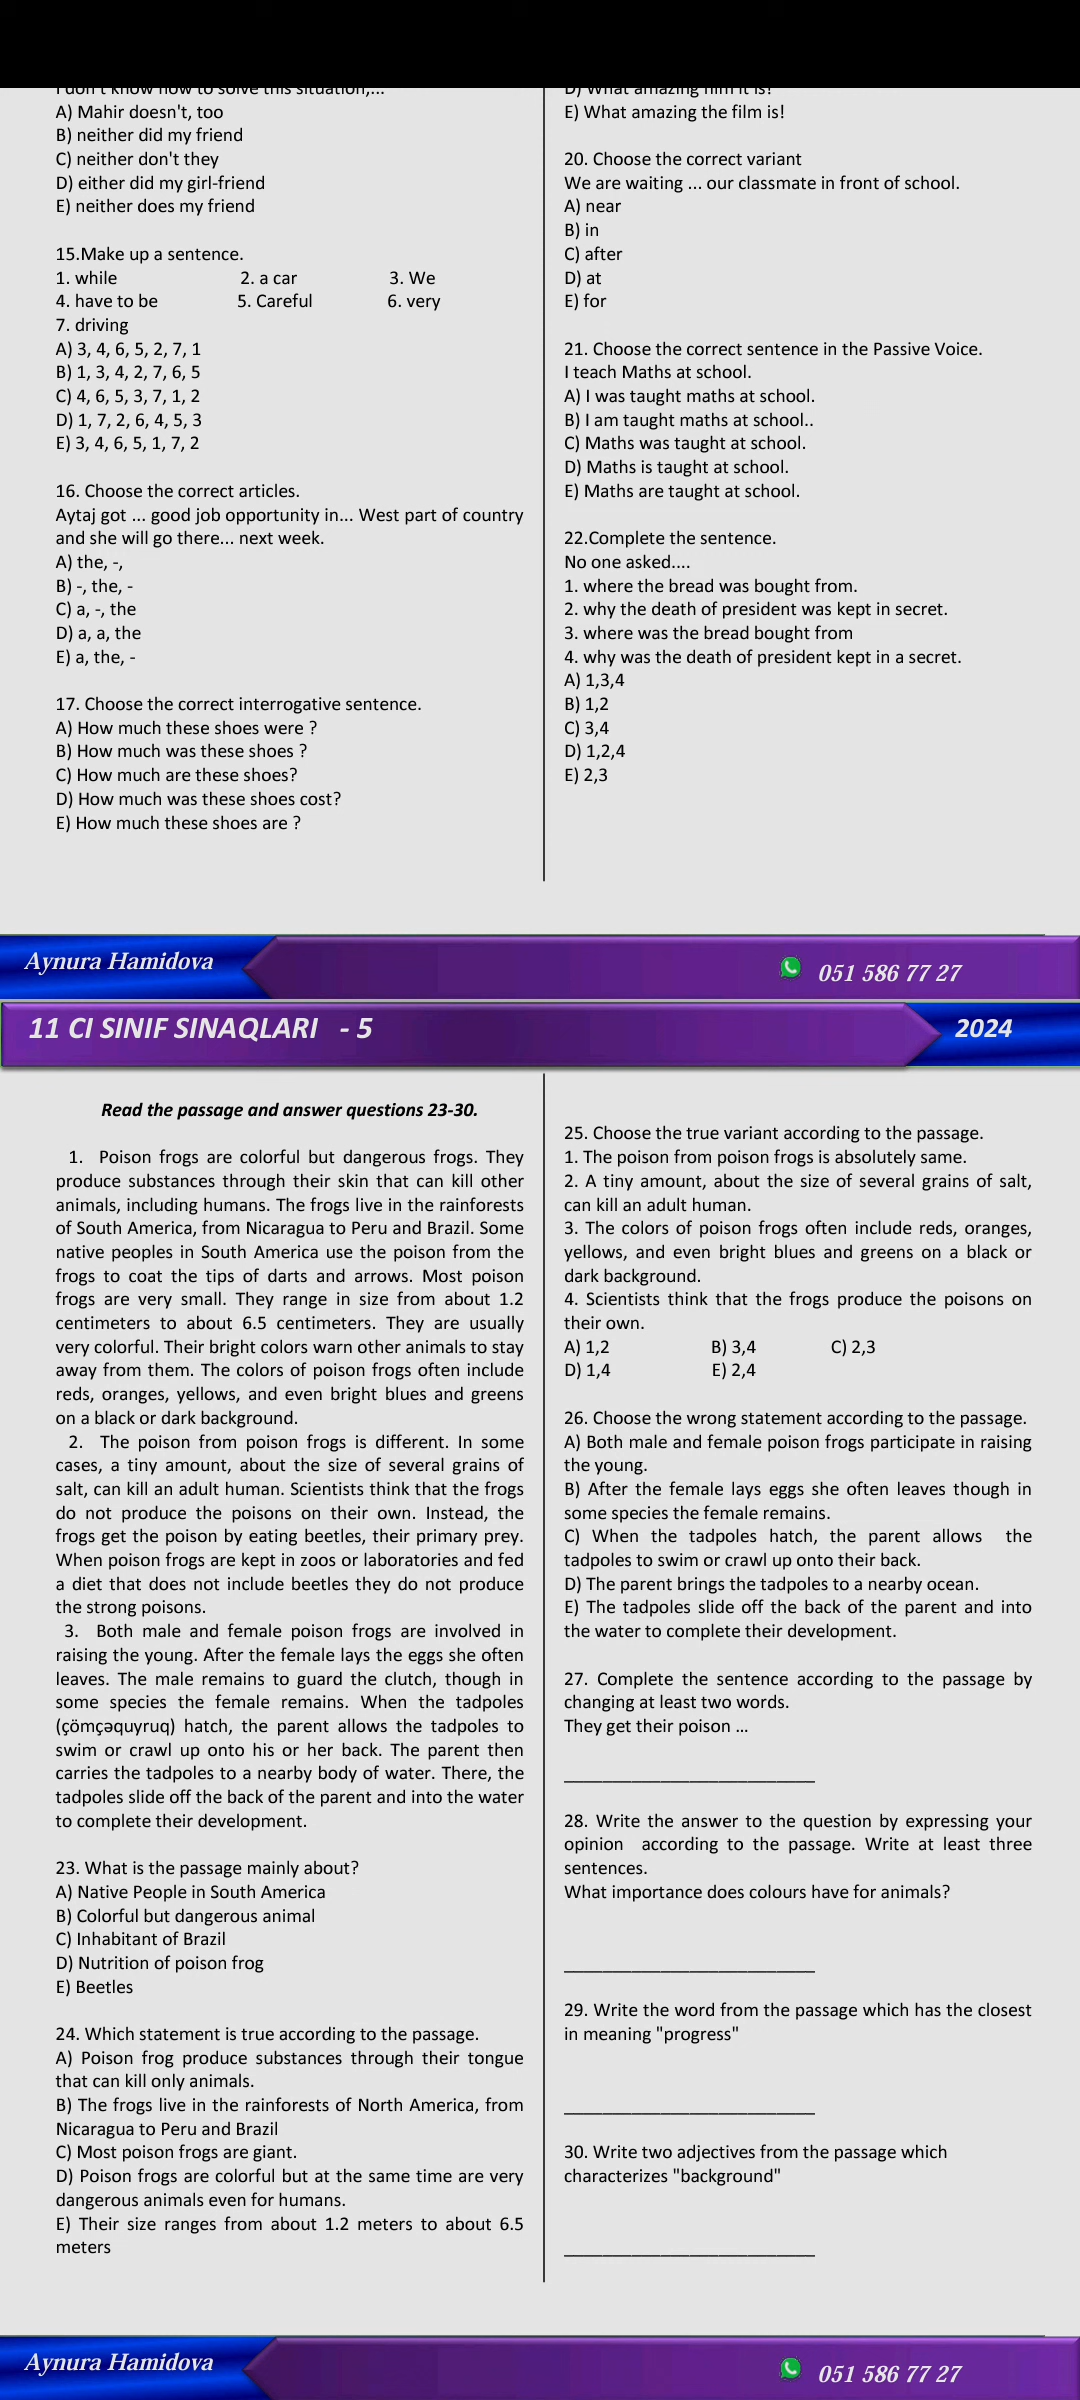 I don't know how to solve this situation,...
A) Mahir doesn't, too
B) neither did my friend
C) neither don't they
D) either did my girl-friend
E) neither does my friend
15.Make up a sentence.
1. while 2. a car 3. We
4. have to be 5. Careful 6. very
7. driving
A) 3, 4, 6, 5, 2, 7, 1
B) 1, 3, 4, 2, 7, 6, 5
C) 4, 6, 5, 3, 7, 1, 2
D) 1, 7, 2, 6, 4, 5, 3
E) 3, 4, 6, 5, 1, 7, 2
16. Choose the correct articles.
Aytaj got ... good job opportunity in... West part of country
and she will go there... next week.
A) the, -,
B) -, the, -
C) a, -, the
D) a, a, the
E) a, the, -
17. Choose the correct interrogative sentence.
A) How much these shoes were ?
B) How much was these shoes ?
C) How much are these shoes?
D) How much was these shoes cost?
E) How much these shoes are ?
D) What amazing film it is!
E) What amazing the film is!
20. Choose the correct variant
We are waiting ... our classmate in front of school.
A) near
B) in
C) after
D) at
E) for
21. Choose the correct sentence in the Passive Voice.
I teach Maths at school.
A) I was taught maths at school.
B) I am taught maths at school..
C) Maths was taught at school.
D) Maths is taught at school.
E) Maths are taught at school.
22.Complete the sentence.
No one asked....
1. where the bread was bought from.
2. why the death of president was kept in secret.
3. where was the bread bought from
4. why was the death of president kept in a secret.
A) 1,3,4
B) 1,2
C) 3,4
D) 1,2,4
E) 2,3
Aynura Hamidova 051 586 77 27
11 CI SINIF SINAQLARI - 5 2024
Read the passage and answer questions 23-30.
1. Poison frogs are colorful but dangerous frogs. They
produce substances through their skin that can kill other
animals, including humans. The frogs live in the rainforests
of South America, from Nicaragua to Peru and Brazil. Some
native peoples in South America use the poison from the
frogs to coat the tips of darts and arrows. Most poison
frogs are very small. They range in size from about 1.2
centimeters to about 6.5 centimeters. They are usually
very colorful. Their bright colors warn other animals to stay
away from them. The colors of poison frogs often include
reds, oranges, yellows, and even bright blues and greens
on a black or dark background.
2. The poison from poison frogs is different. In some
cases, a tiny amount, about the size of several grains of
salt, can kill an adult human. Scientists think that the frogs
do not produce the poisons on their own. Instead, the
frogs get the poison by eating beetles, their primary prey.
When poison frogs are kept in zoos or laboratories and fed
a diet that does not include beetles they do not produce
the strong poisons.
3. Both male and female poison frogs are involved in
raising the young. After the female lays the eggs she often
leaves. The male remains to guard the clutch, though in
some species the female remains. When the tadpoles
(çömçəquyruq) hatch, the parent allows the tadpoles to
swim or crawl up onto his or her back. The parent then
carries the tadpoles to a nearby body of water. There, the
tadpoles slide off the back of the parent and into the water
to complete their development.
23. What is the passage mainly about?
A) Native People in South America
B) Colorful but dangerous animal
C) Inhabitant of Brazil
D) Nutrition of poison frog
E) Beetles
24. Which statement is true according to the passage.
A) Poison frog produce substances through their tongue
that can kill only animals.
B) The frogs live in the rainforests of North America, from
Nicaragua to Peru and Brazil
C) Most poison frogs are giant.
D) Poison frogs are colorful but at the same time are very
dangerous animals even for humans.
E) Their size ranges from about 1.2 meters to about 6.5
meters
25. Choose the true variant according to the passage.
1. The poison from poison frogs is absolutely same.
2. A tiny amount, about the size of several grains of salt,
can kill an adult human.
3. The colors of poison frogs often include reds, oranges,
yellows, and even bright blues and greens on a black or
dark background.
4. Scientists think that the frogs produce the poisons on
their own.
A) 1,2 B) 3,4 C) 2,3
D) 1,4 E) 2,4
26. Choose the wrong statement according to the passage.
A) Both male and female poison frogs participate in raising
the young.
B) After the female lays eggs she often leaves though in
some species the female remains.
C) When the tadpoles hatch, the parent allows the
tadpoles to swim or crawl up onto their back.
D) The parent brings the tadpoles to a nearby ocean.
E) The tadpoles slide off the back of the parent and into
the water to complete their development.
27. Complete the sentence according to the passage by
changing at least two words.
They get their poison ...
28. Write the answer to the question by expressing your
opinion according to the passage. Write at least three
sentences.
What importance does colours have for animals?
29. Write the word from the passage which has the closest
in meaning "progress"
30. Write two adjectives from the passage which
characterizes "background"
Aynura Hamidova 051 586 77 27